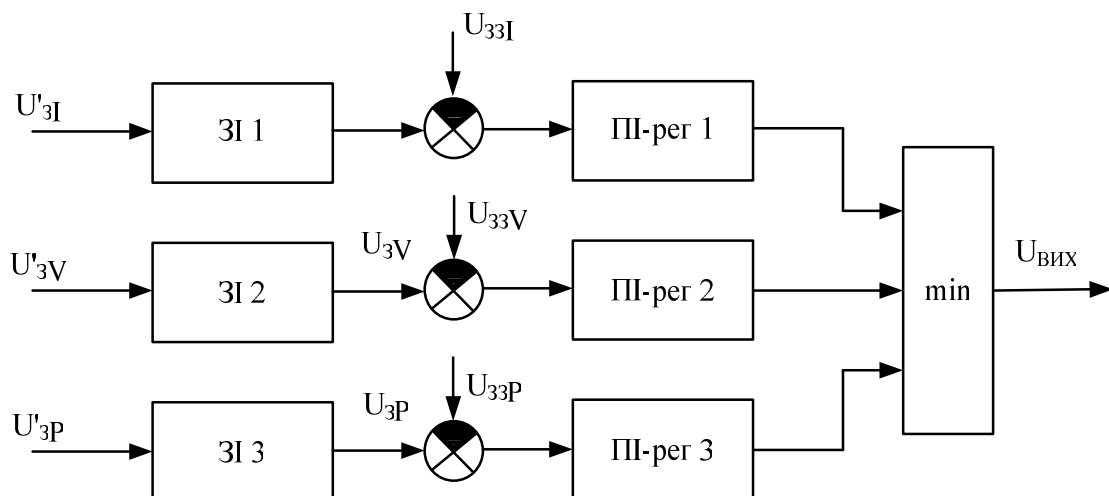 UззI
U'зI
ЗІ 1
ПІ-рег 1
UззV
UзV
U'зV
ЗІ 2
ПІ-рег 2
min
Uвих
UззP
UзP
U'зP
ЗІ 3
ПІ-рег 3